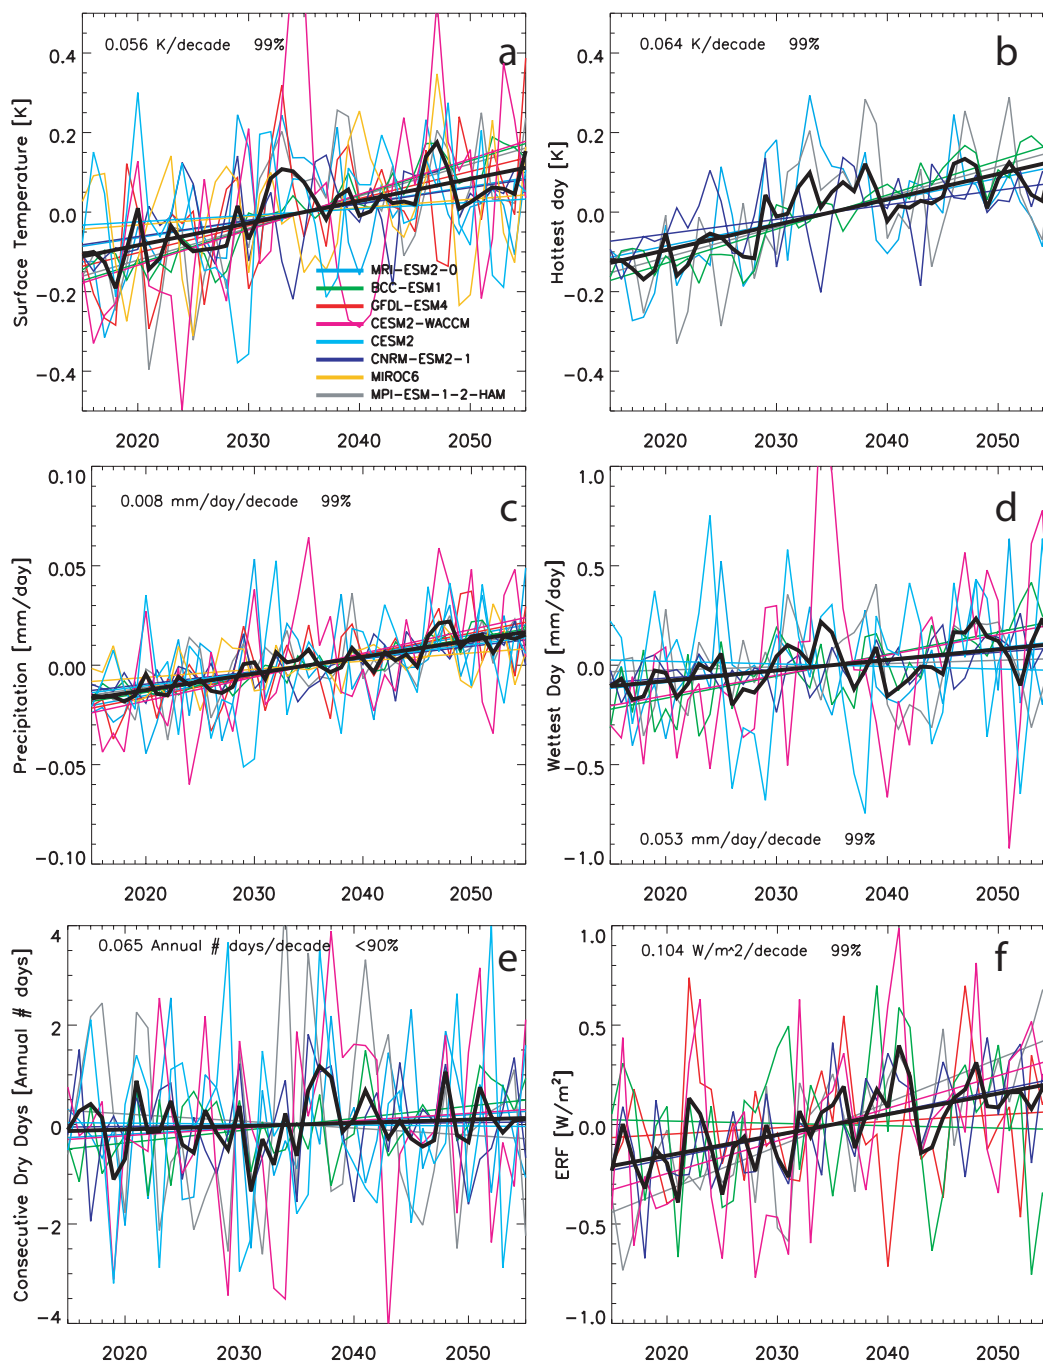 0.056 K/decade 99%
a
0.4
0.2
0.0
−0.2
−0.4
Surface Temperature [K]
MRI−ESM2−0
BCC−ESM1
GFDL−ESM4
CESM2−WACCM
CESM2
CNRM−ESM2−1
MIROC6
MPI−ESM−1−2−HAM
2020 2030 2040 2050
0.064 K/decade 99%
b
0.4
0.2
0.0
−0.2
−0.4
Hottest day [K]
2020 2030 2040 2050
0.008 mm/day/decade 99%
c
0.10
0.05
0.00
−0.05
−0.10
Precipitation [mm/day]
2020 2030 2040 2050
d
1.0
0.5
0.0
−0.5
−1.0
Wettest Day [mm/day]
0.053 mm/day/decade 99%
2020 2030 2040 2050
0.065 Annual # days/decade <90%
e
4
2
0
−2
−4
Consecutive Dry Days [Annual # days]
2020 2030 2040 2050
0.104 W/m^2/decade 99%
f
1.0
0.5
0.0
−0.5
−1.0
ERF [W/m²]
2020 2030 2040 2050